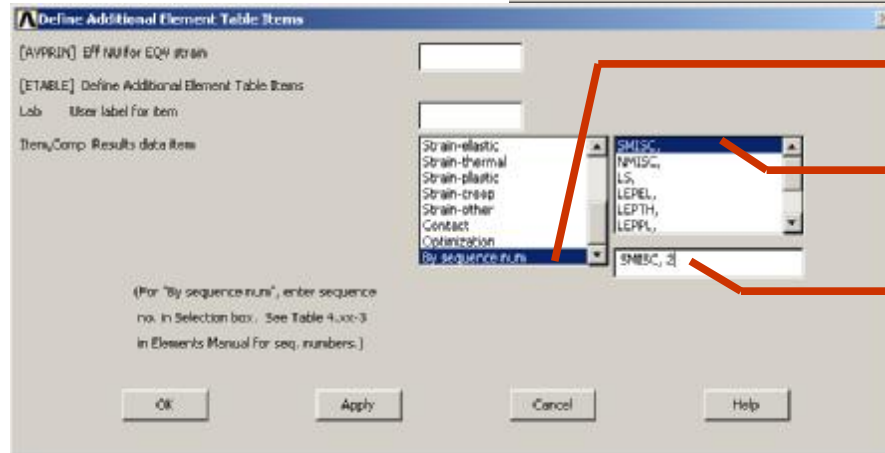 Define Additional Element Table Items
[AVPRIN] Eff NU for EQV strain
[ETABLE] Define Additional Element Table Items
Lab User label for item
Item,Comp Results data item
Strain-elastic
Strain-thermal
Strain-plastic
Strain-creep
Strain-other
Contact
Optimization
By sequence num
SMISC,
NMISC,
LS,
LEPEL,
LEPTH,
LEPPL,
SMISC, 2
(For "By sequence num", enter sequence
no. in Selection box. See Table 4.xx-3
in Elements Manual for seq. numbers.)
OK Apply Cancel Help